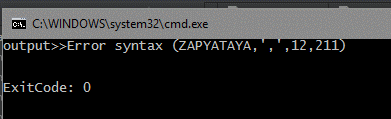 C:\WINDOWS\system32\cmd.exe
output>>Error syntax (ZAPYATAYA,',',12,211)
ExitCode: 0